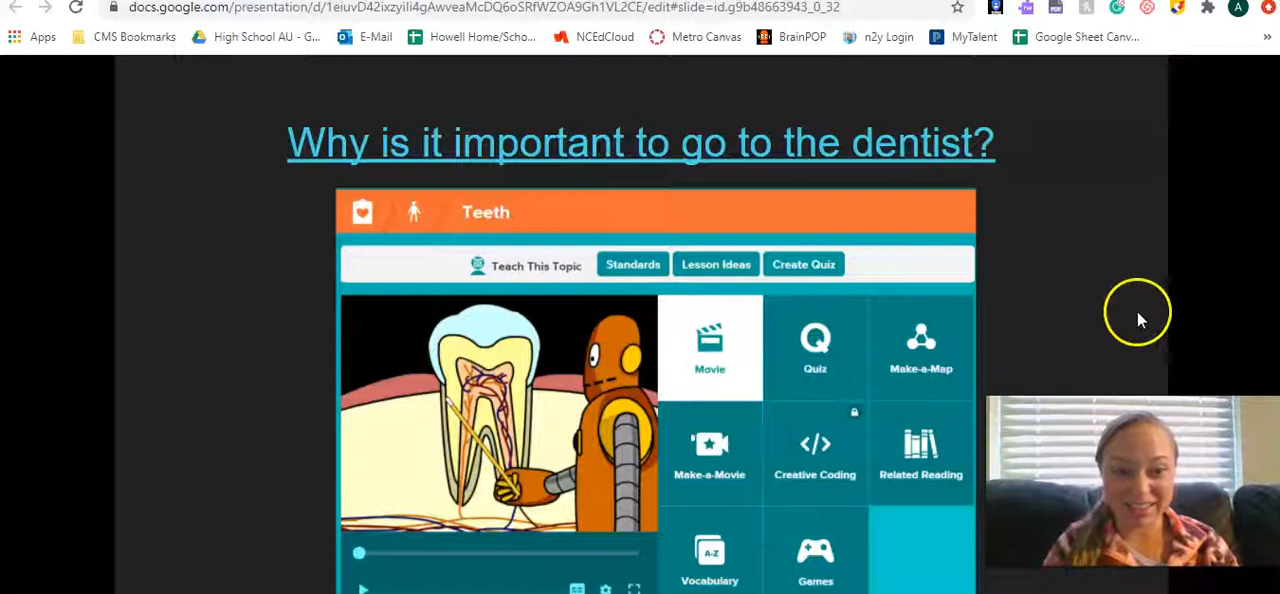 docs.google.com/presentation/d/1eiuvD42ixzyiIi4gAwveaMcDQ6oSRfWZOA9Gh1VL2CE/edit#slide=id.g9b48663943_0_32
A
Apps CMS Bookmarks High School AU - G... E-Mail Howell Home/Scho... NCEdCloud Metro Canvas BrainPOP n2y Login MyTalent Google Sheet Canv... »
Why is it important to go to the dentist?
Teeth
Teach This Topic Standards Lesson Ideas Create Quiz
Movie Quiz Make-a-Map
Make-a-Movie Creative Coding Related Reading
A-Z
Vocabulary Games
CC